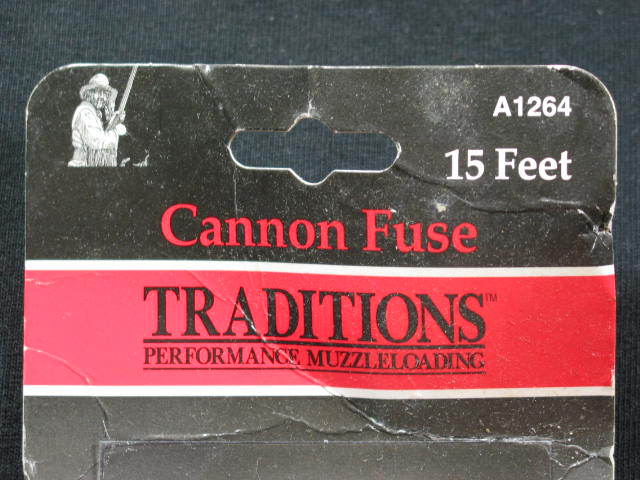 A1264
15 Feet
Cannon Fuse
TRADITIONS™
PERFORMANCE MUZZLELOADING